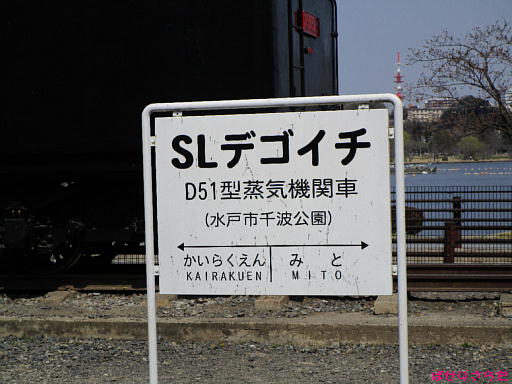 SLデゴイチ
D51型蒸気機関車
(水戸市千波公園)
かいらくえん みと
KAIRAKUEN MITO